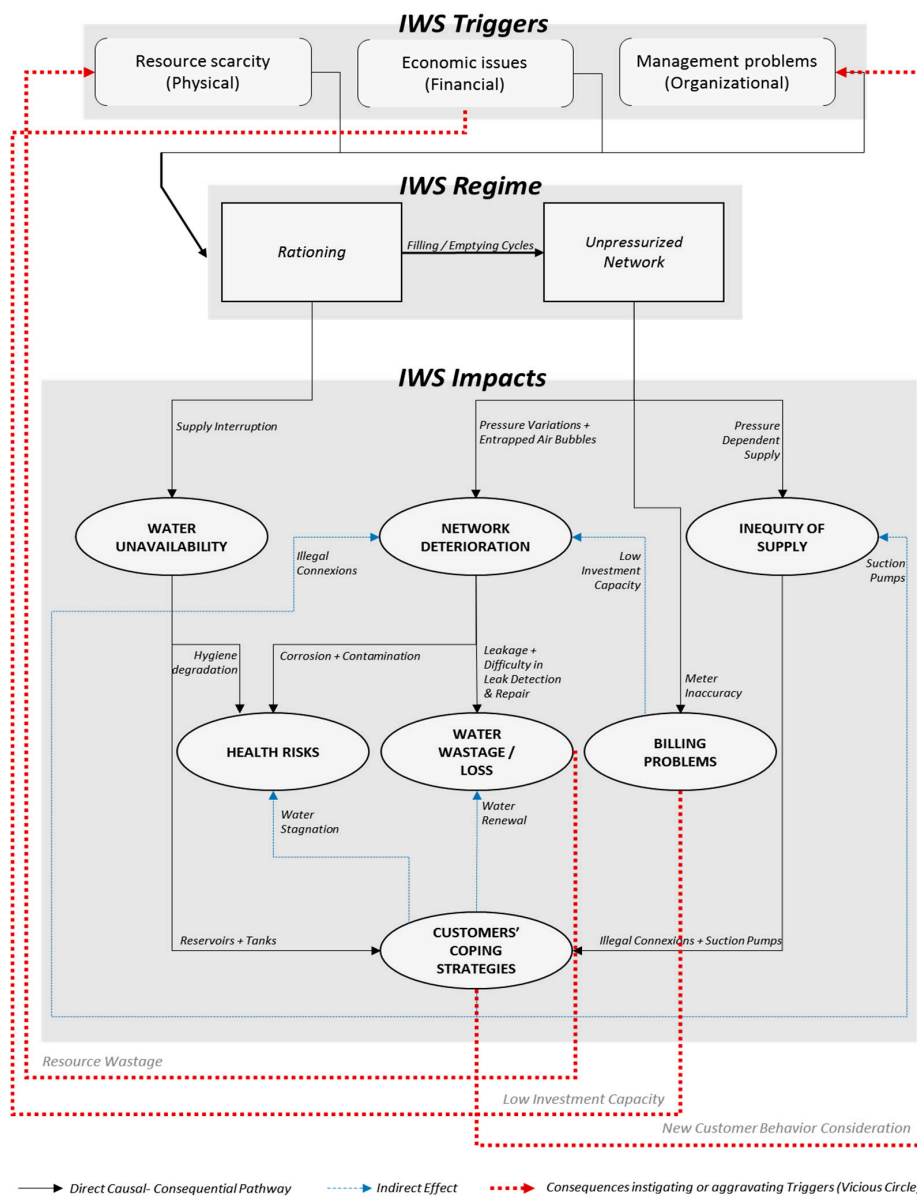 IWS Triggers
Resource scarcity
(Physical)
Economic issues
(Financial)
Management problems
(Organizational)
IWS Regime
Rationing
Filling / Emptying Cycles
Unpressurized
Network
IWS Impacts
Supply Interruption
Pressure Variations +
Entrapped Air Bubbles
Pressure
Dependent
Supply
WATER
UNAVAILABILITY
NETWORK
DETERIORATION
INEQUITY OF
SUPPLY
Illegal
Connexions
Low
Investment
Capacity
Suction
Pumps
Hygiene
degradation
Corrosion + Contamination
Leakage +
Difficulty in
Leak Detection
& Repair
Meter
Inaccuracy
HEALTH RISKS
WATER
WASTAGE /
LOSS
BILLING
PROBLEMS
Water
Stagnation
Water
Renewal
Reservoirs + Tanks
CUSTOMERS'
COPING
STRATEGIES
Illegal Connexions + Suction Pumps
Resource Wastage
Low Investment Capacity
New Customer Behavior Consideration
Direct Causal- Consequential Pathway
Indirect Effect
Consequences instigating or aggravating Triggers (Vicious Circle